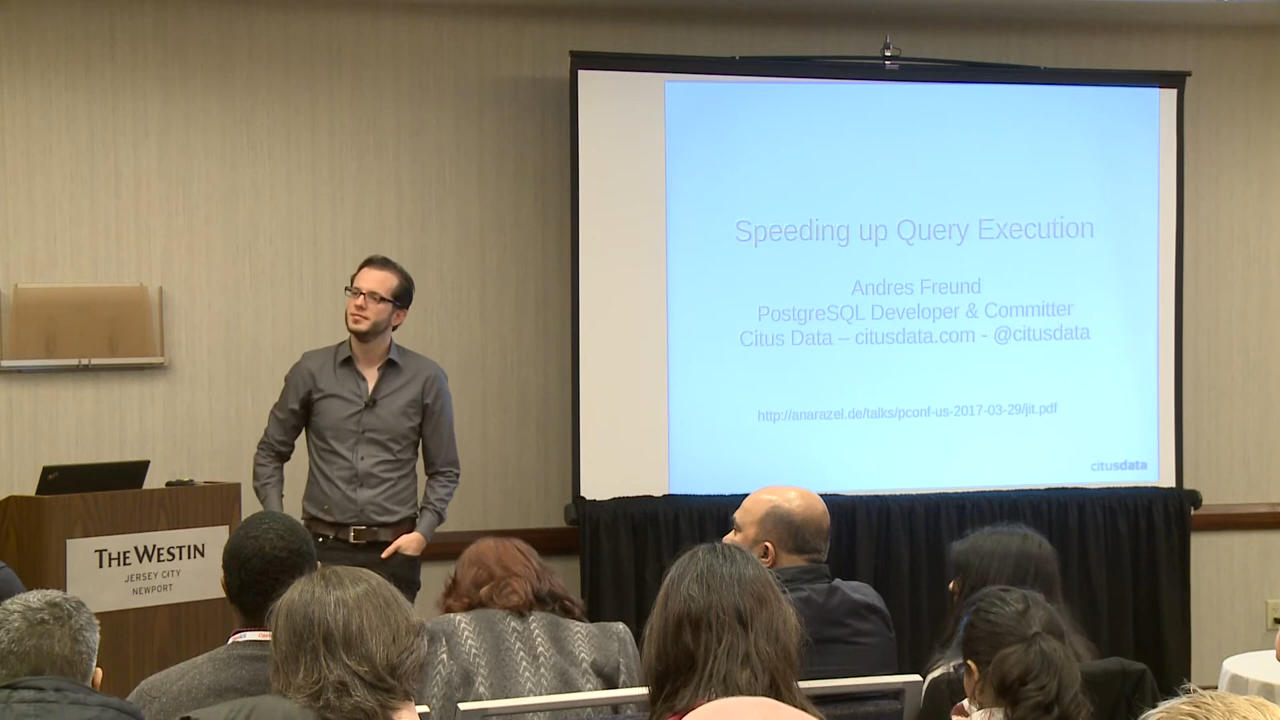 Speeding up Query Execution
Andres Freund
PostgreSQL Developer & Committer
Citus Data – citusdata.com - @citusdata
http://anarazel.de/talks/pconf-us-2017-03-29/jit.pdf
citusdata
THE WESTIN
JERSEY CITY
NEWPORT